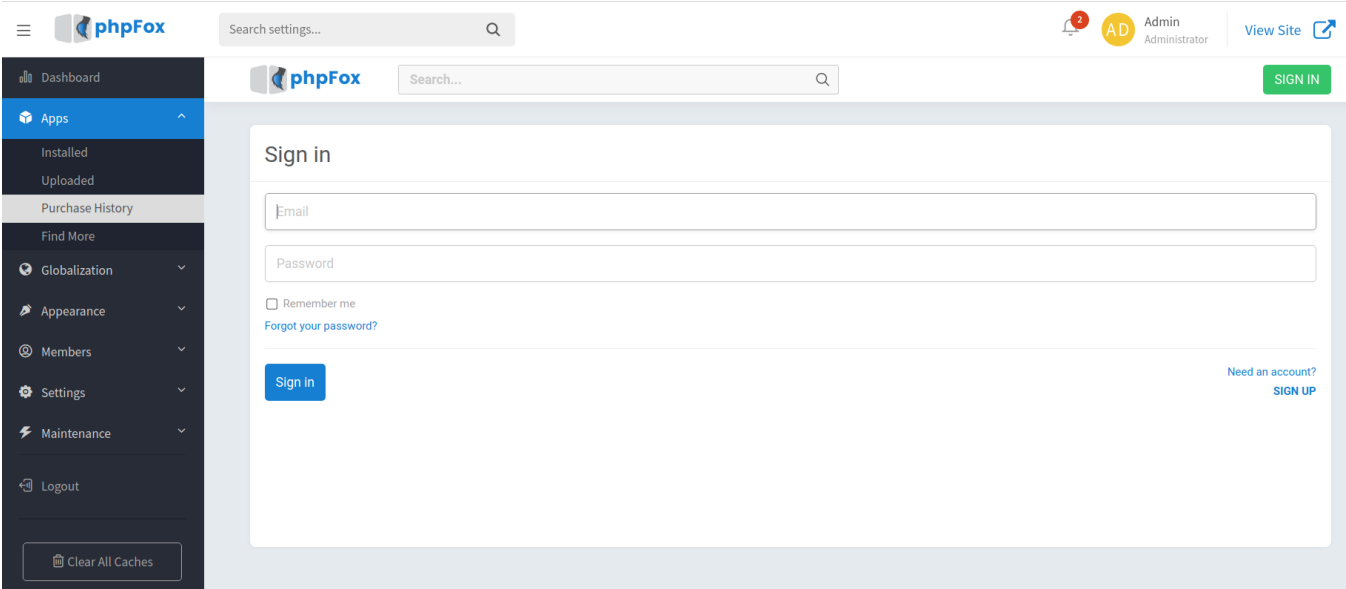 phpFox
Search settings...
2
AD
Admin
Administrator
View Site
Dashboard
Apps
Installed
Uploaded
Purchase History
Find More
Globalization
Appearance
Members
Settings
Maintenance
Logout
Clear All Caches
phpFox
Search...
SIGN IN
Sign in
Email
Password
Remember me
Forgot your password?
Sign in
Need an account?
SIGN UP